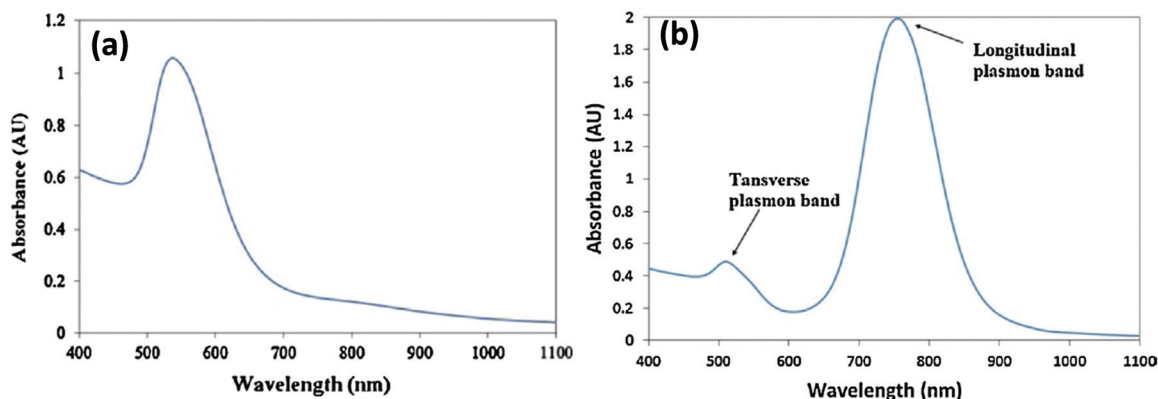 (a)
1.2
1
0.8
0.6
0.4
0.2
0
Absorbance (AU)
400 500 600 700 800 900 1000 1100
Wavelength (nm)
(b)
2
1.8
1.6
1.4
1.2
1
0.8
0.6
0.4
0.2
0
Absorbance (AU)
Longitudinal
plasmon band
Tansverse
plasmon band
400 500 600 700 800 900 1000 1100
Wavelength (nm)